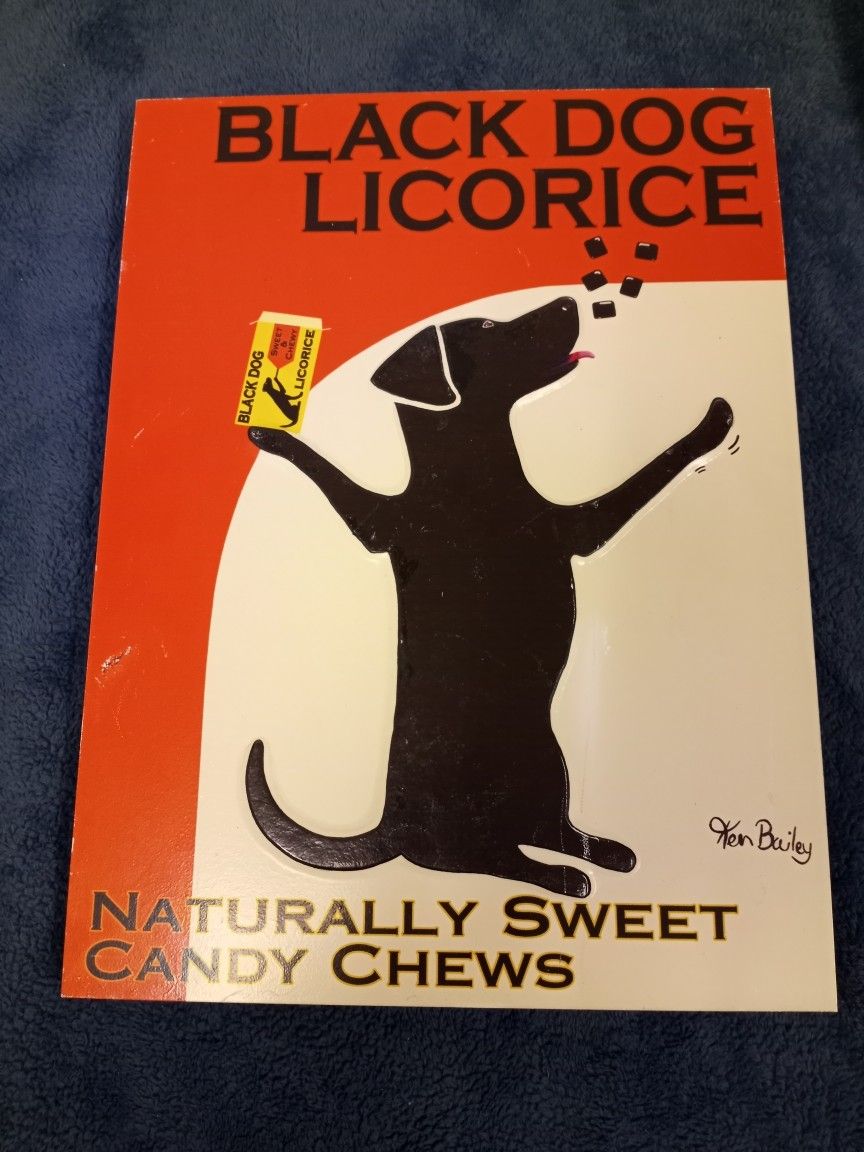 BLACK DOG
LICORICE
BLACK DOG
SWEET
&
CHEWY
LICORICE
Ken Bailey
NATURALLY SWEET
CANDY CHEWS